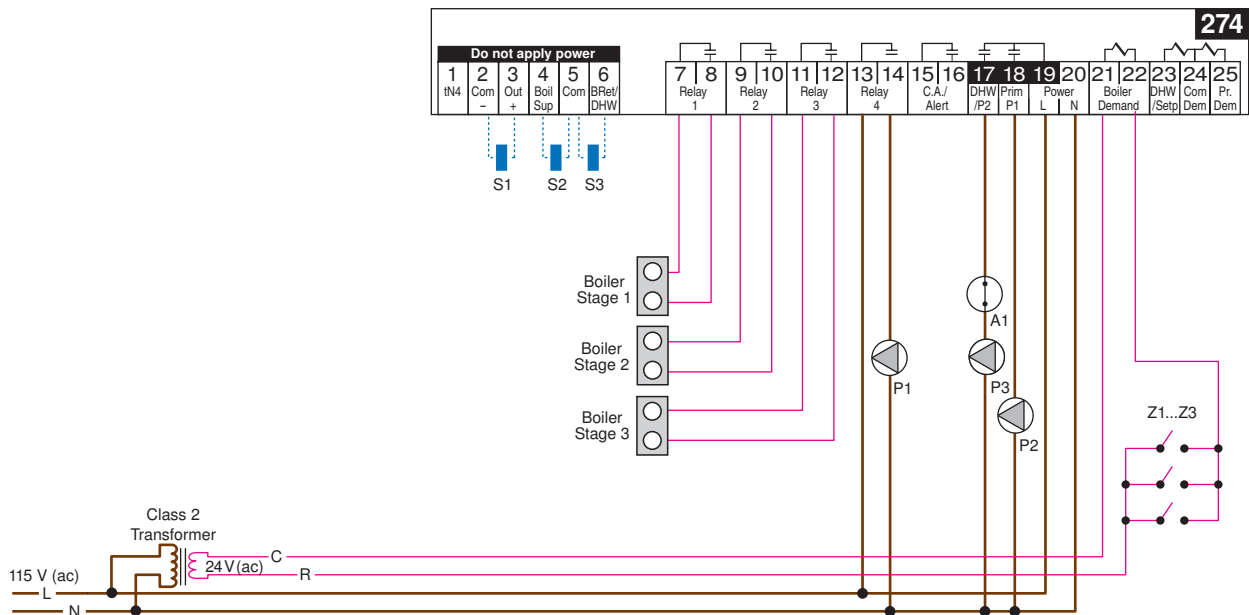 274
Do not apply power
1 2 3 4 5 6 7 8 9 10 11 12 13 14 15 16 17 18 19 20 21 22 23 24 25
tN4 Com Out Boil Com BRet/ Relay Relay Relay Relay C.A./ DHW Prim Power Boiler DHW Com Pr.
– + Sup DHW 1 2 3 4 Alert /P2 P1 L N Demand /Setp Dem Dem
S1 S2 S3
Boiler
Stage 1
A1
Boiler
Stage 2
P1 P3
Boiler
Stage 3
P2
Z1...Z3
Class 2
Transformer
C
24 V (ac)
R
115 V (ac)
L
N